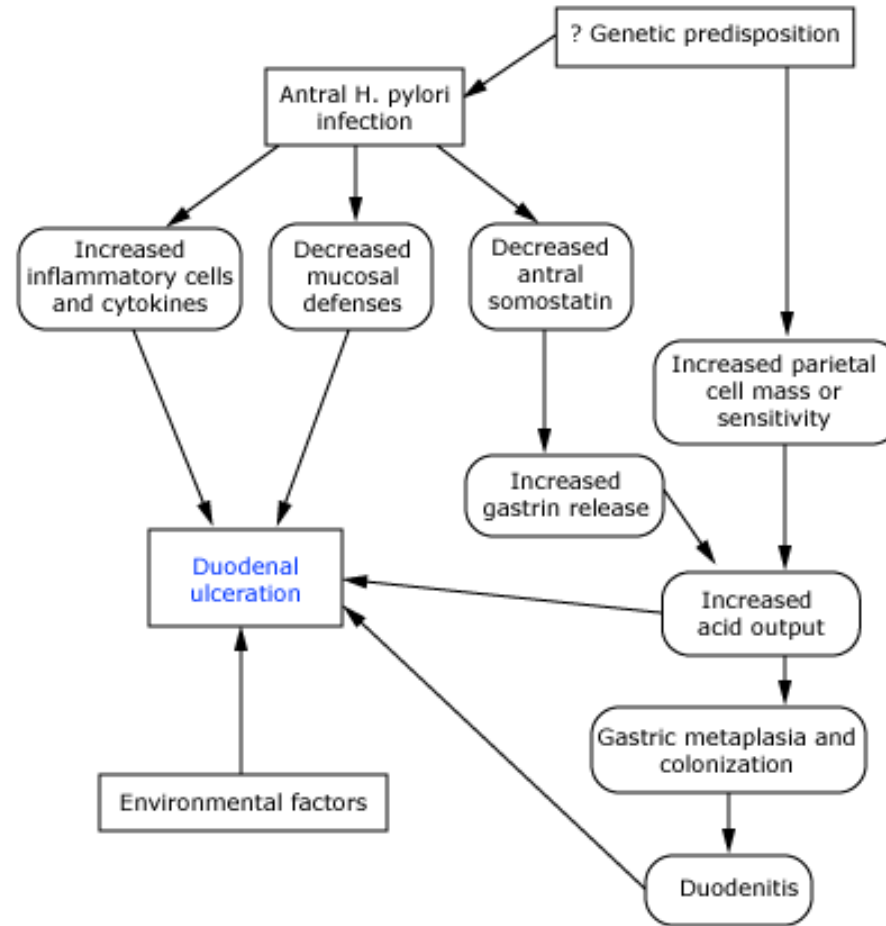 ? Genetic predisposition
Antral H. pylori
infection
Increased
inflammatory cells
and cytokines
Decreased
mucosal
defenses
Decreased
antral
somostatin
Increased parietal
cell mass or
sensitivity
Increased
gastrin release
Duodenal
ulceration
Increased
acid output
Gastric metaplasia and
colonization
Environmental factors
Duodenitis